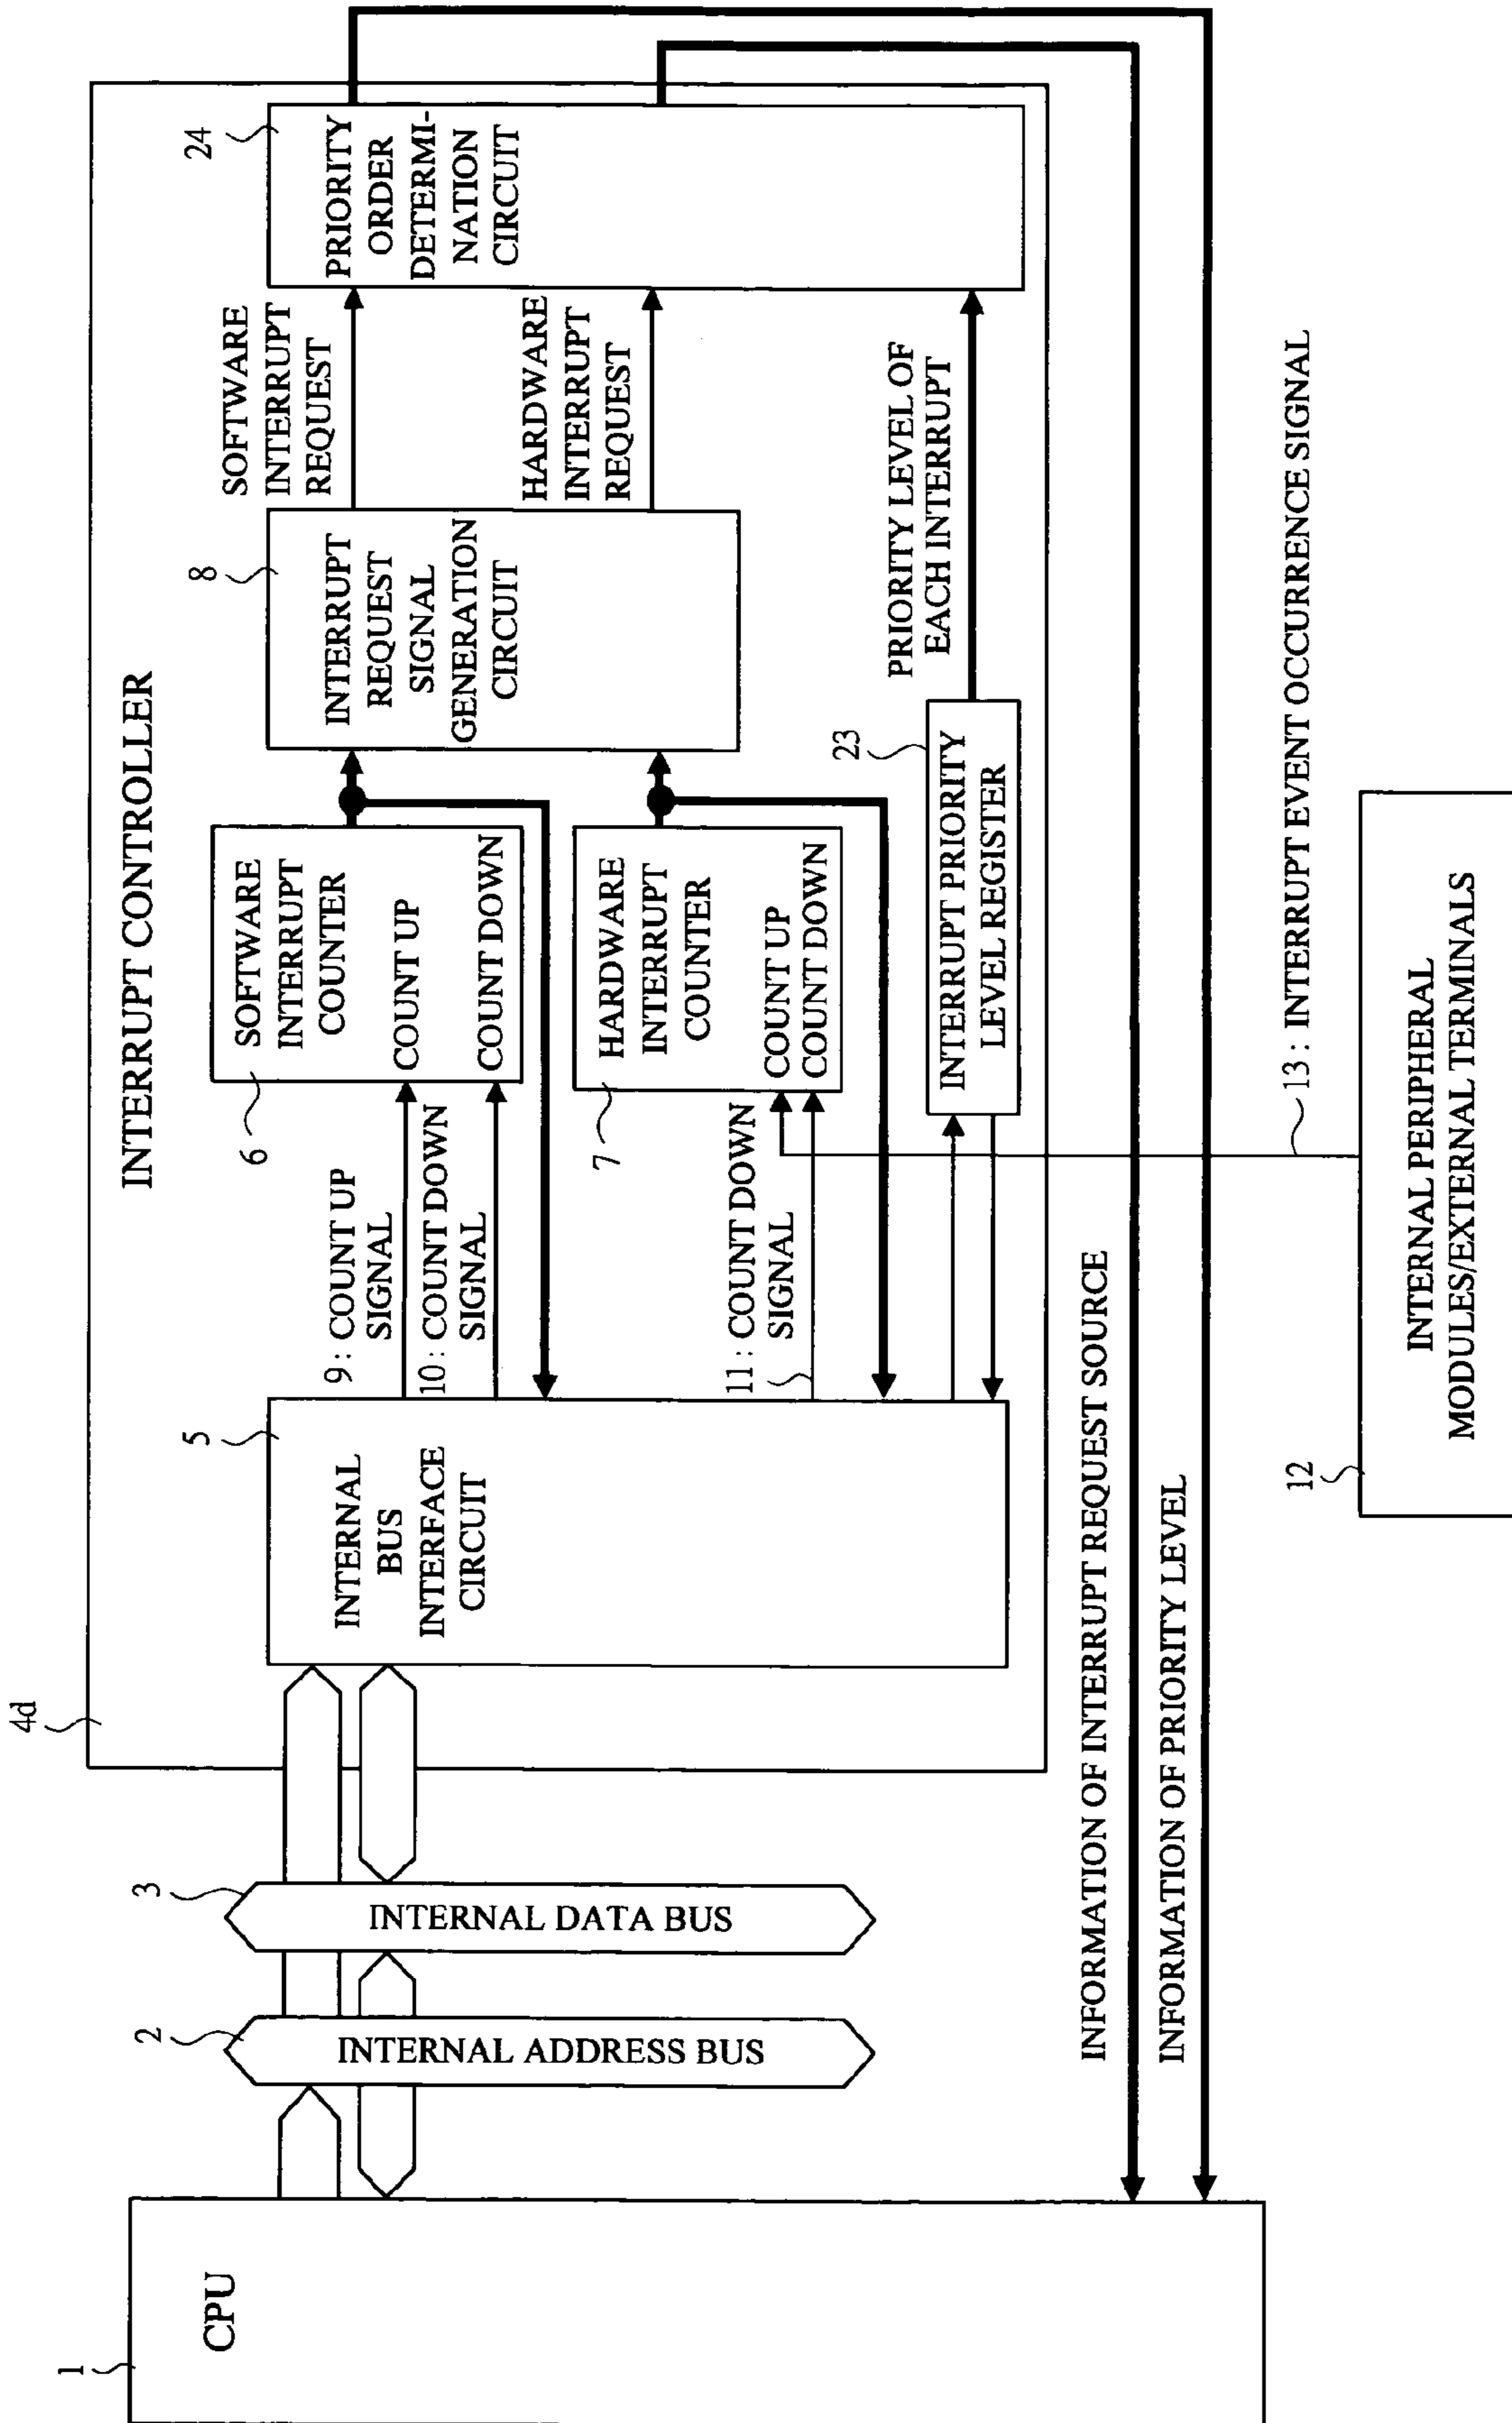 1
CPU
2
INTERNAL ADDRESS BUS
3
INTERNAL DATA BUS
4d
INTERRUPT CONTROLLER
5
INTERNAL
BUS
INTERFACE
CIRCUIT
9: COUNT UP
SIGNAL
10: COUNT DOWN
SIGNAL
11: COUNT DOWN
SIGNAL
6
SOFTWARE
INTERRUPT
COUNTER
COUNT UP
COUNT DOWN
7
HARDWARE
INTERRUPT
COUNTER
COUNT UP
COUNT DOWN
23
INTERRUPT PRIORITY
LEVEL REGISTER
8
INTERRUPT
REQUEST
SIGNAL
GENERATION
CIRCUIT
SOFTWARE
INTERRUPT
REQUEST
HARDWARE
INTERRUPT
REQUEST
PRIORITY LEVEL OF
EACH INTERRUPT
24
PRIORITY
ORDER
DETERMI-
NATION
CIRCUIT
INFORMATION OF INTERRUPT REQUEST SOURCE
INFORMATION OF PRIORITY LEVEL
13: INTERRUPT EVENT OCCURRENCE SIGNAL
12
INTERNAL PERIPHERAL
MODULES/EXTERNAL TERMINALS